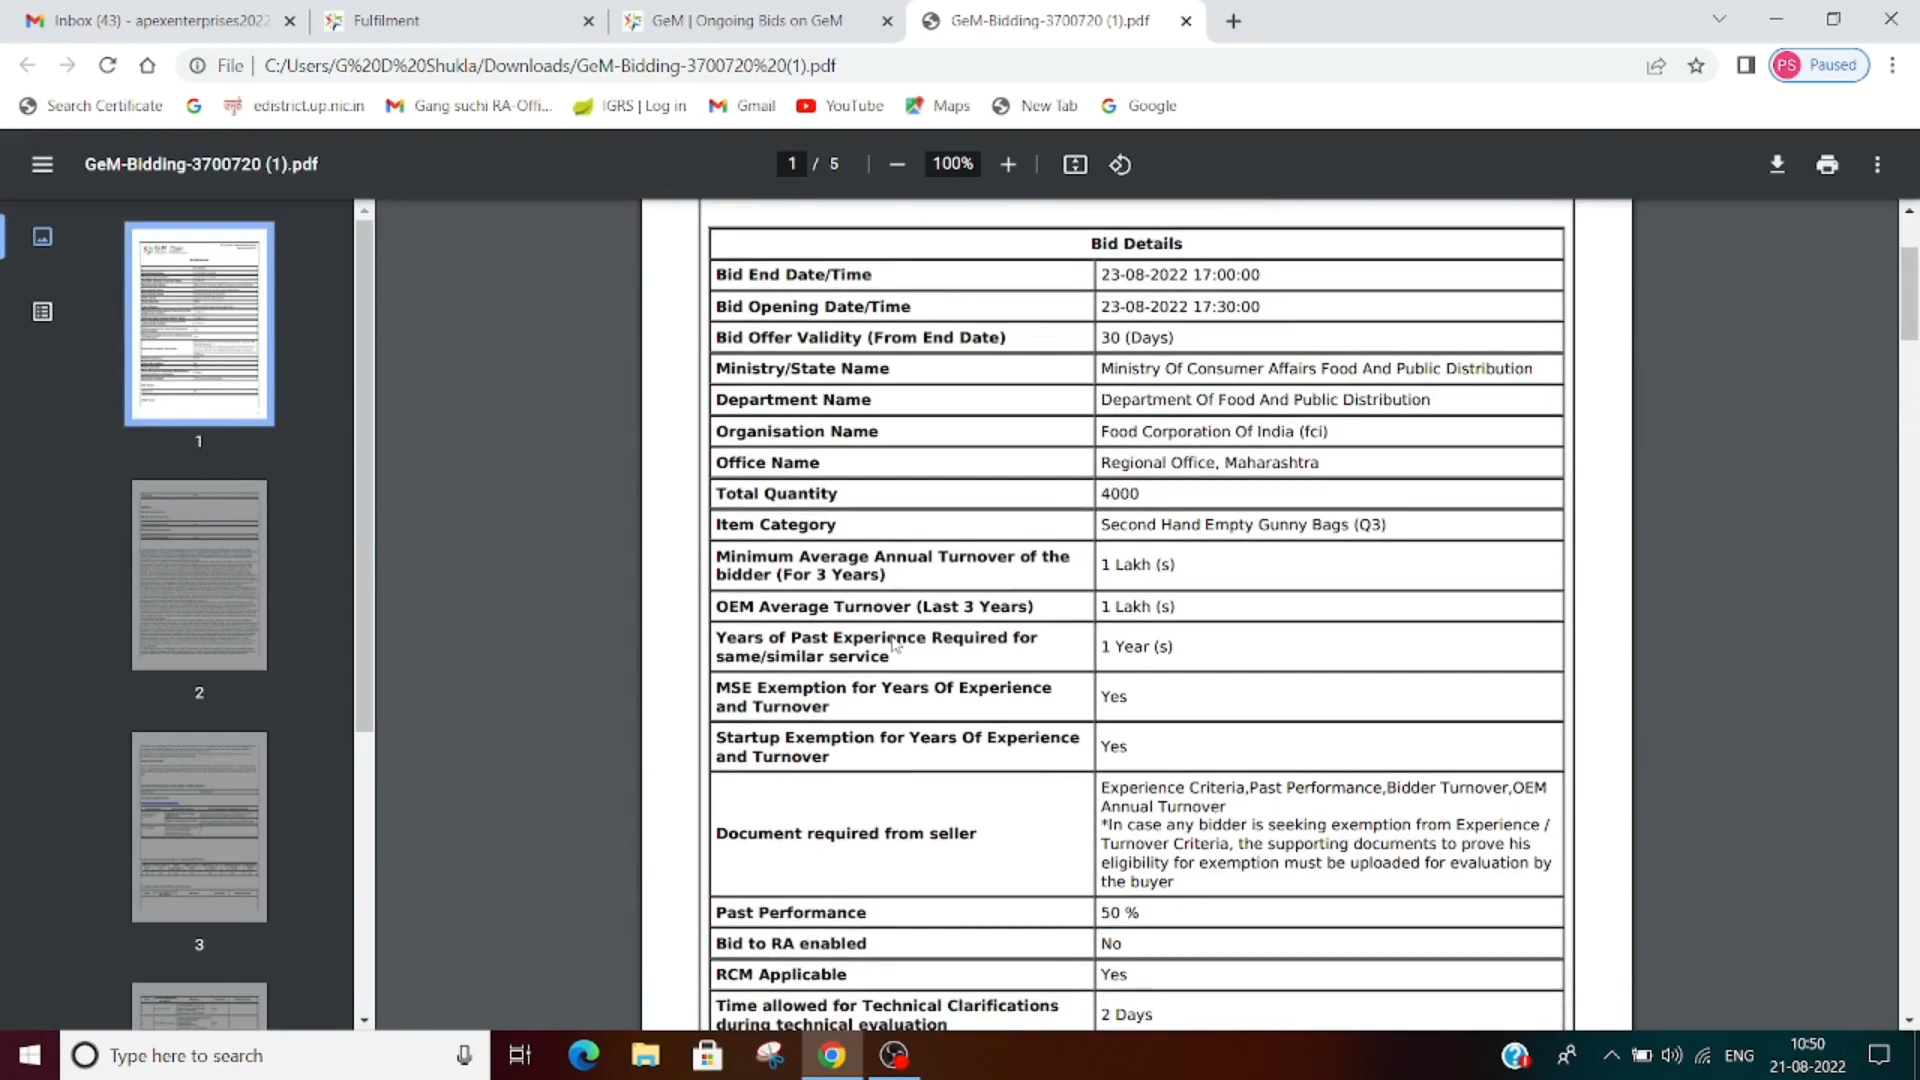 Inbox (43) - apexenterprises2022
Fulfilment
GeM | Ongoing Bids on GeM
GeM-Bidding-3700720 (1).pdf
File | C:/Users/G%20D%20Shukla/Downloads/GeM-Bidding-3700720%20(1).pdf
PS Paused
Search Certificate
edistrict.up.nic.in
Gang suchi RA-Offi...
IGRS | Log in
Gmail
YouTube
Maps
New Tab
Google
GeM-Bidding-3700720 (1).pdf
1 / 5
100%
1
2
3
Bid Details
Bid End Date/Time 23-08-2022 17:00:00
Bid Opening Date/Time 23-08-2022 17:30:00
Bid Offer Validity (From End Date) 30 (Days)
Ministry/State Name Ministry Of Consumer Affairs Food And Public Distribution
Department Name Department Of Food And Public Distribution
Organisation Name Food Corporation Of India (fci)
Office Name Regional Office, Maharashtra
Total Quantity 4000
Item Category Second Hand Empty Gunny Bags (Q3)
Minimum Average Annual Turnover of the
bidder (For 3 Years)
1 Lakh (s)
OEM Average Turnover (Last 3 Years) 1 Lakh (s)
Years of Past Experience Required for
same/similar service
1 Year (s)
MSE Exemption for Years Of Experience
and Turnover
Yes
Startup Exemption for Years Of Experience
and Turnover
Yes
Document required from seller
Experience Criteria,Past Performance,Bidder Turnover,OEM
Annual Turnover
*In case any bidder is seeking exemption from Experience /
Turnover Criteria, the supporting documents to prove his
eligibility for exemption must be uploaded for evaluation by
the buyer
Past Performance 50 %
Bid to RA enabled No
RCM Applicable Yes
Time allowed for Technical Clarifications
during technical evaluation
2 Days
Type here to search
ENG
10:50
21-08-2022